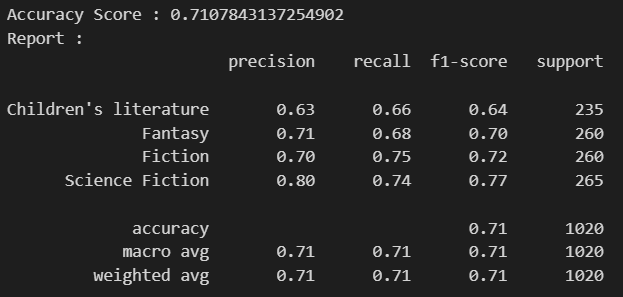 Accuracy Score : 0.7107843137254902
Report :
precision recall f1-score support
Children's literature 0.63 0.66 0.64 235
Fantasy 0.71 0.68 0.70 260
Fiction 0.70 0.75 0.72 260
Science Fiction 0.80 0.74 0.77 265
accuracy 0.71 1020
macro avg 0.71 0.71 0.71 1020
weighted avg 0.71 0.71 0.71 1020